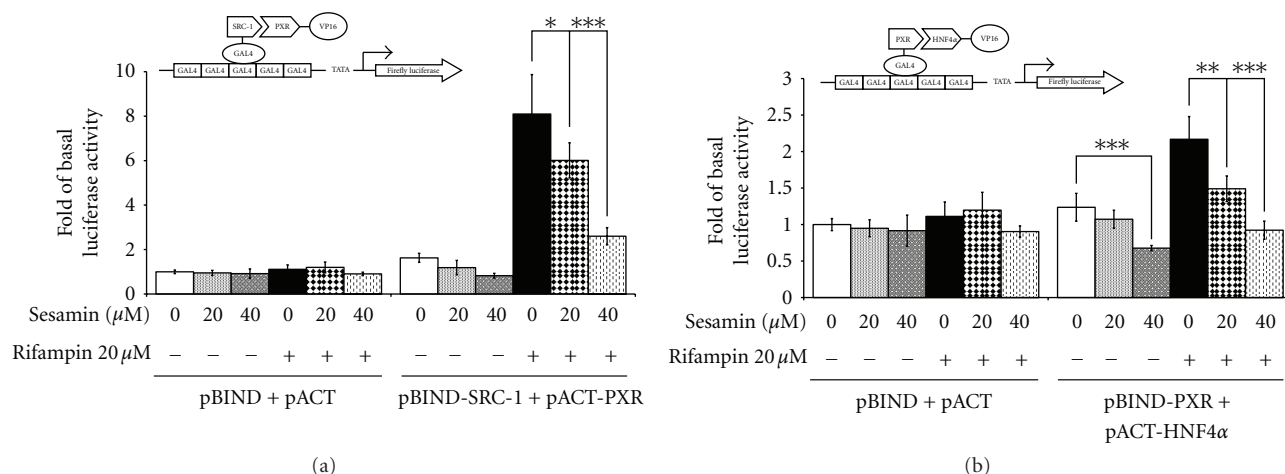 SRC-1 PXR VP16
GAL4
GAL4 GAL4 GAL4 GAL4 GAL4 TATA Firefly luciferase
* ***
Fold of basal
luciferase activity
10
8
6
4
2
0
Sesamin (μM) 0 20 40 0 20 40 0 20 40 0 20 40
Rifampin 20 μM − − − + + + − − − + + +
pBIND + pACT pBIND-SRC-1 + pACT-PXR
(a)
PXR HNF4α VP16
GAL4
GAL4 GAL4 GAL4 GAL4 GAL4 TATA Firefly luciferase
** ***
***
Fold of basal
luciferase activity
3
2.5
2
1.5
1
0.5
0
Sesamin (μM) 0 20 40 0 20 40 0 20 40 0 20 40
Rifampin 20 μM − − − + + + − − − + + +
pBIND + pACT pBIND-PXR +
pACT-HNF4α
(b)